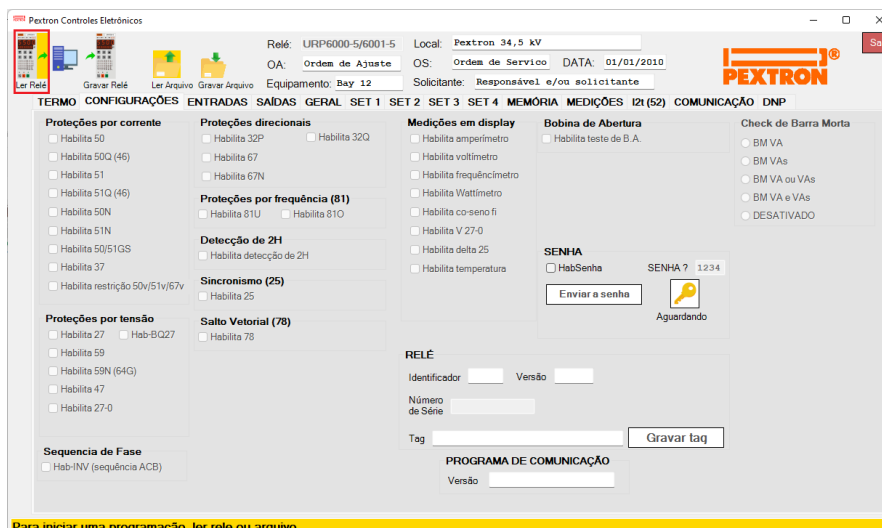 Pextron Controles Eletrônicos
Relé: URP6000-5/6001-5 Local: Pextron 34,5 kV
OA: Ordem de Ajuste OS: Ordem de Servico DATA: 01/01/2010
Equipamento: Bay 12 Solicitante: Responsável e/ou solicitante
Ler Relé Gravar Relé Ler Arquivo Gravar Arquivo
PEXTRON®
TERMO CONFIGURAÇÕES ENTRADAS SAÍDAS GERAL SET 1 SET 2 SET 3 SET 4 MEMÓRIA MEDIÇÕES I2t (52) COMUNICAÇÃO DNP
Proteções por corrente
Habilita 50
Habilita 50Q (46)
Habilita 51
Habilita 51Q (46)
Habilita 50N
Habilita 51N
Habilita 50/51GS
Habilita 37
Habilita restrição 50v/51v/67v
Proteções por tensão
Habilita 27 Hab-BQ27
Habilita 59
Habilita 59N (64G)
Habilita 47
Habilita 27-0
Sequencia de Fase
Hab-INV (sequência ACB)
Proteções direcionais
Habilita 32P Habilita 32Q
Habilita 67
Habilita 67N
Proteções por frequência (81)
Habilita 81U Habilita 81O
Detecção de 2H
Habilita detecção de 2H
Sincronismo (25)
Habilita 25
Salto Vetorial (78)
Habilita 78
Medições em display
Habilita amperímetro
Habilita voltímetro
Habilita frequêncímetro
Habilita Wattímetro
Habilita co-seno fi
Habilita V 27-0
Habilita delta 25
Habilita temperatura
Bobina de Abertura
Habilita teste de B.A.
SENHA
HabSenha SENHA ? 1234
Enviar a senha
Aguardando
Check de Barra Morta
BM VA
BM VAs
BM VA ou VAs
BM VA e VAs
DESATIVADO
RELÉ
Identificador Versão
Número
de Série
Tag Gravar tag
PROGRAMA DE COMUNICAÇÃO
Versão
Para iniciar uma programação, ler rele ou arquivo